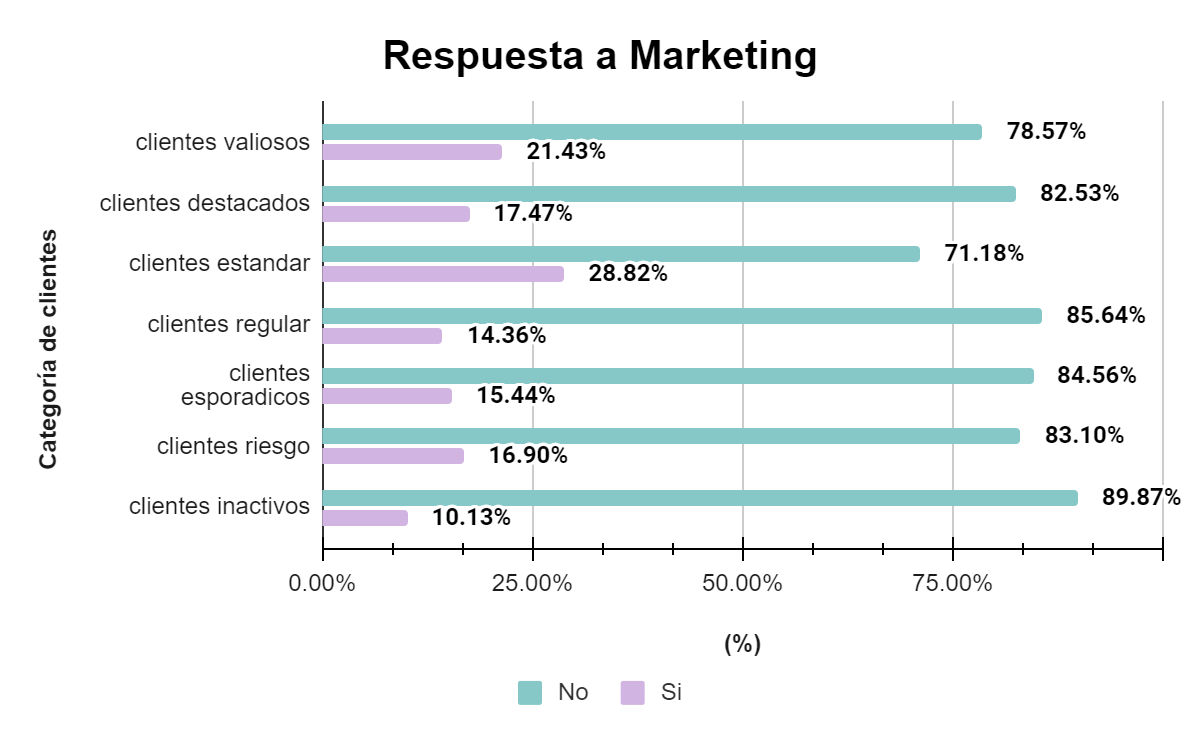 Respuesta a Marketing
Categoría de clientes
clientes valiosos
78.57%
21.43%
clientes destacados
82.53%
17.47%
clientes estandar
71.18%
28.82%
clientes regular
85.64%
14.36%
clientes
esporadicos
84.56%
15.44%
clientes riesgo
83.10%
16.90%
clientes inactivos
89.87%
10.13%
0.00% 25.00% 50.00% 75.00%
(%)
No Si